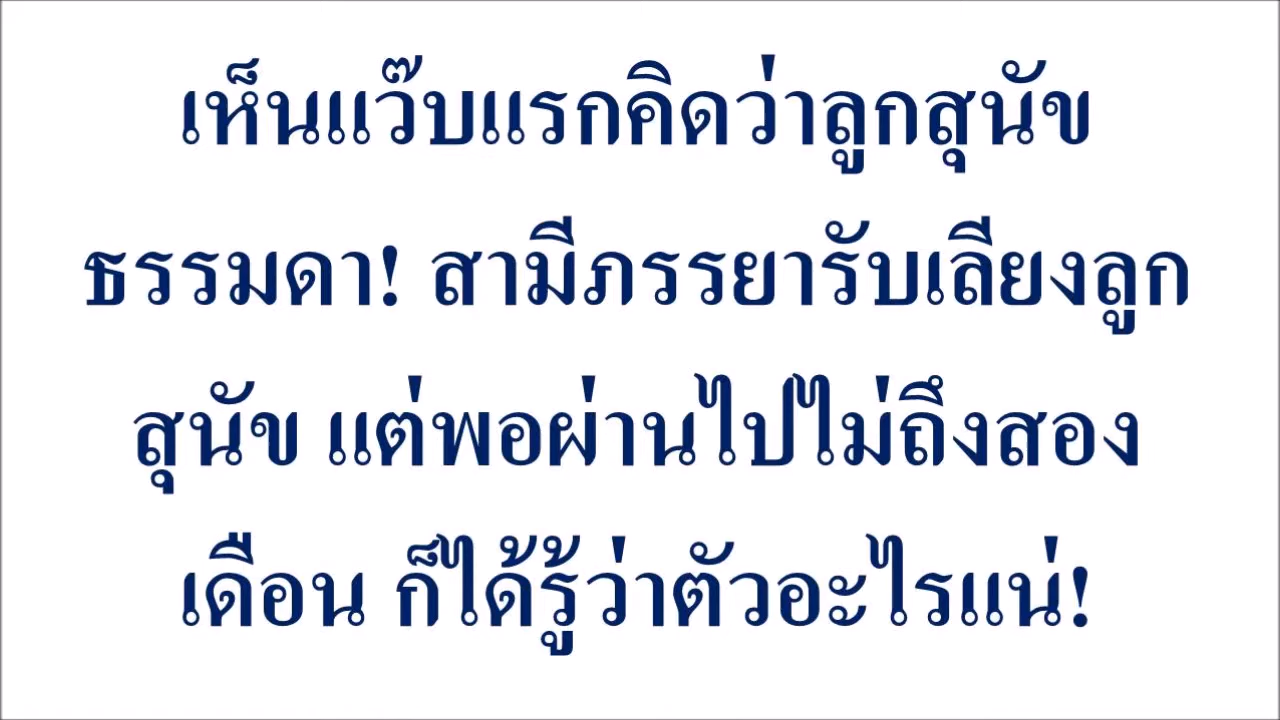 เห็นแว๊บแรกคิดว่าลูกสุนัข
ธรรมดา! สามีภรรยารับเลียงลูก
สุนัข แต่พอผ่านไปไม่ถึงสอง
เดือน ก็ได้รู้ว่าตัวอะไรแน่!